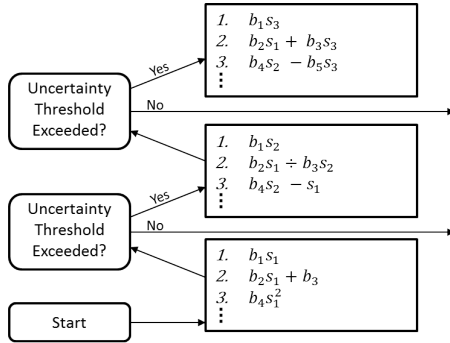 1. b₁s₃
2. b₂s₁ + b₃s₃
3. b₄s₂ − b₅s₃
⋮
Yes
Uncertainty
Threshold
Exceeded?
No
1. b₁s₂
2. b₂s₁ ÷ b₃s₂
3. b₄s₂ − s₁
⋮
Yes
Uncertainty
Threshold
Exceeded?
No
1. b₁s₁
2. b₂s₁ + b₃
3. b₄s₁²
⋮
Start